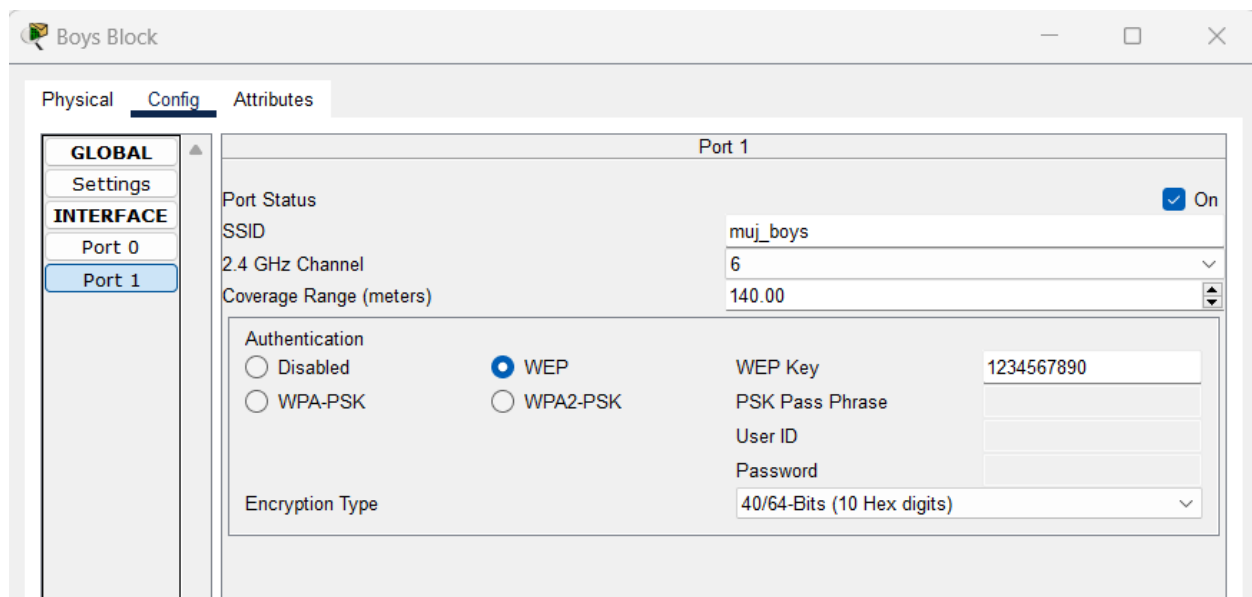 Boys Block
Physical Config Attributes
GLOBAL
Settings
INTERFACE
Port 0
Port 1
Port 1
Port Status On
SSID muj_boys
2.4 GHz Channel 6
Coverage Range (meters) 140.00
Authentication
Disabled WEP WEP Key 1234567890
WPA-PSK WPA2-PSK PSK Pass Phrase
User ID
Password
Encryption Type 40/64-Bits (10 Hex digits)